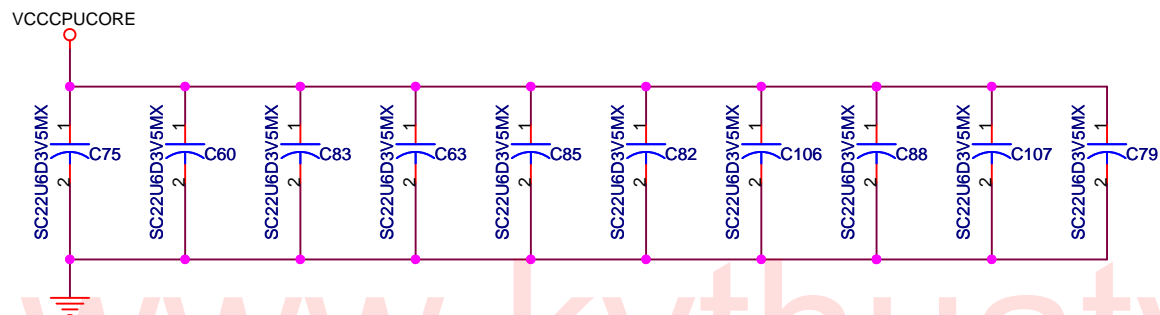 VCCCPUCORE
SC22U6D3V5MX 1 2 C75
SC22U6D3V5MX 1 2 C60
SC22U6D3V5MX 1 2 C83
SC22U6D3V5MX 1 2 C63
SC22U6D3V5MX 1 2 C85
SC22U6D3V5MX 1 2 C82
SC22U6D3V5MX 1 2 C106
SC22U6D3V5MX 1 2 C88
SC22U6D3V5MX 1 2 C107
SC22U6D3V5MX 1 2 C79